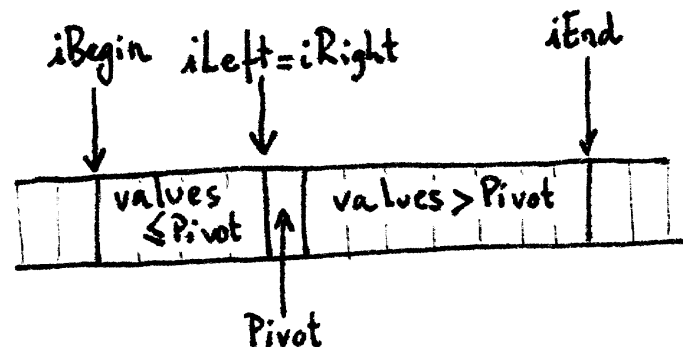 iBegin iLeft=iRight iEnd
values values > Pivot
≤ Pivot
Pivot